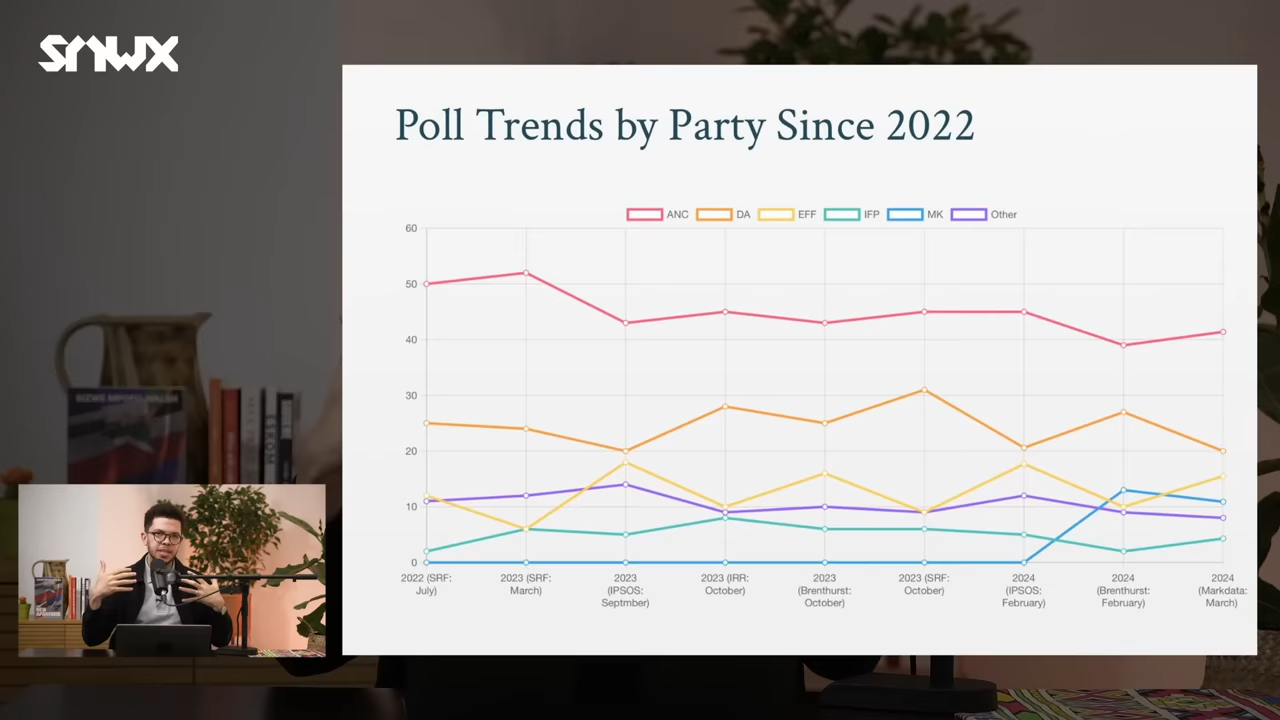 SMWX
Poll Trends by Party Since 2022
ANC DA EFF IFP MK Other
60
50
40
30
20
10
0
2022 (SRF:
July)
2023 (SRF:
March)
2023
(IPSOS:
Septmber)
2023 (IRR:
October)
2023
(Brenthurst:
October)
2023 (SRF:
October)
2024
(IPSOS:
February)
2024
(Brenthurst:
February)
2024
(Markdata:
March)